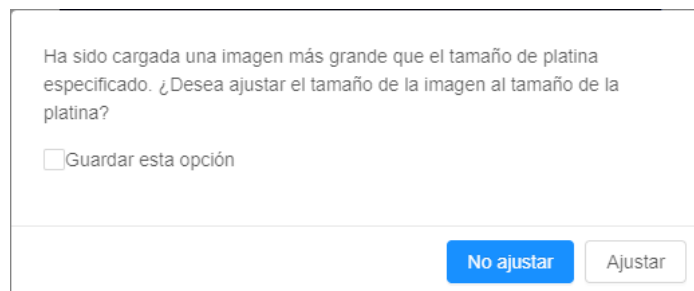 Ha sido cargada una imagen más grande que el tamaño de platina
especificado. ¿Desea ajustar el tamaño de la imagen al tamaño de la
platina?
Guardar esta opción
No ajustar
Ajustar